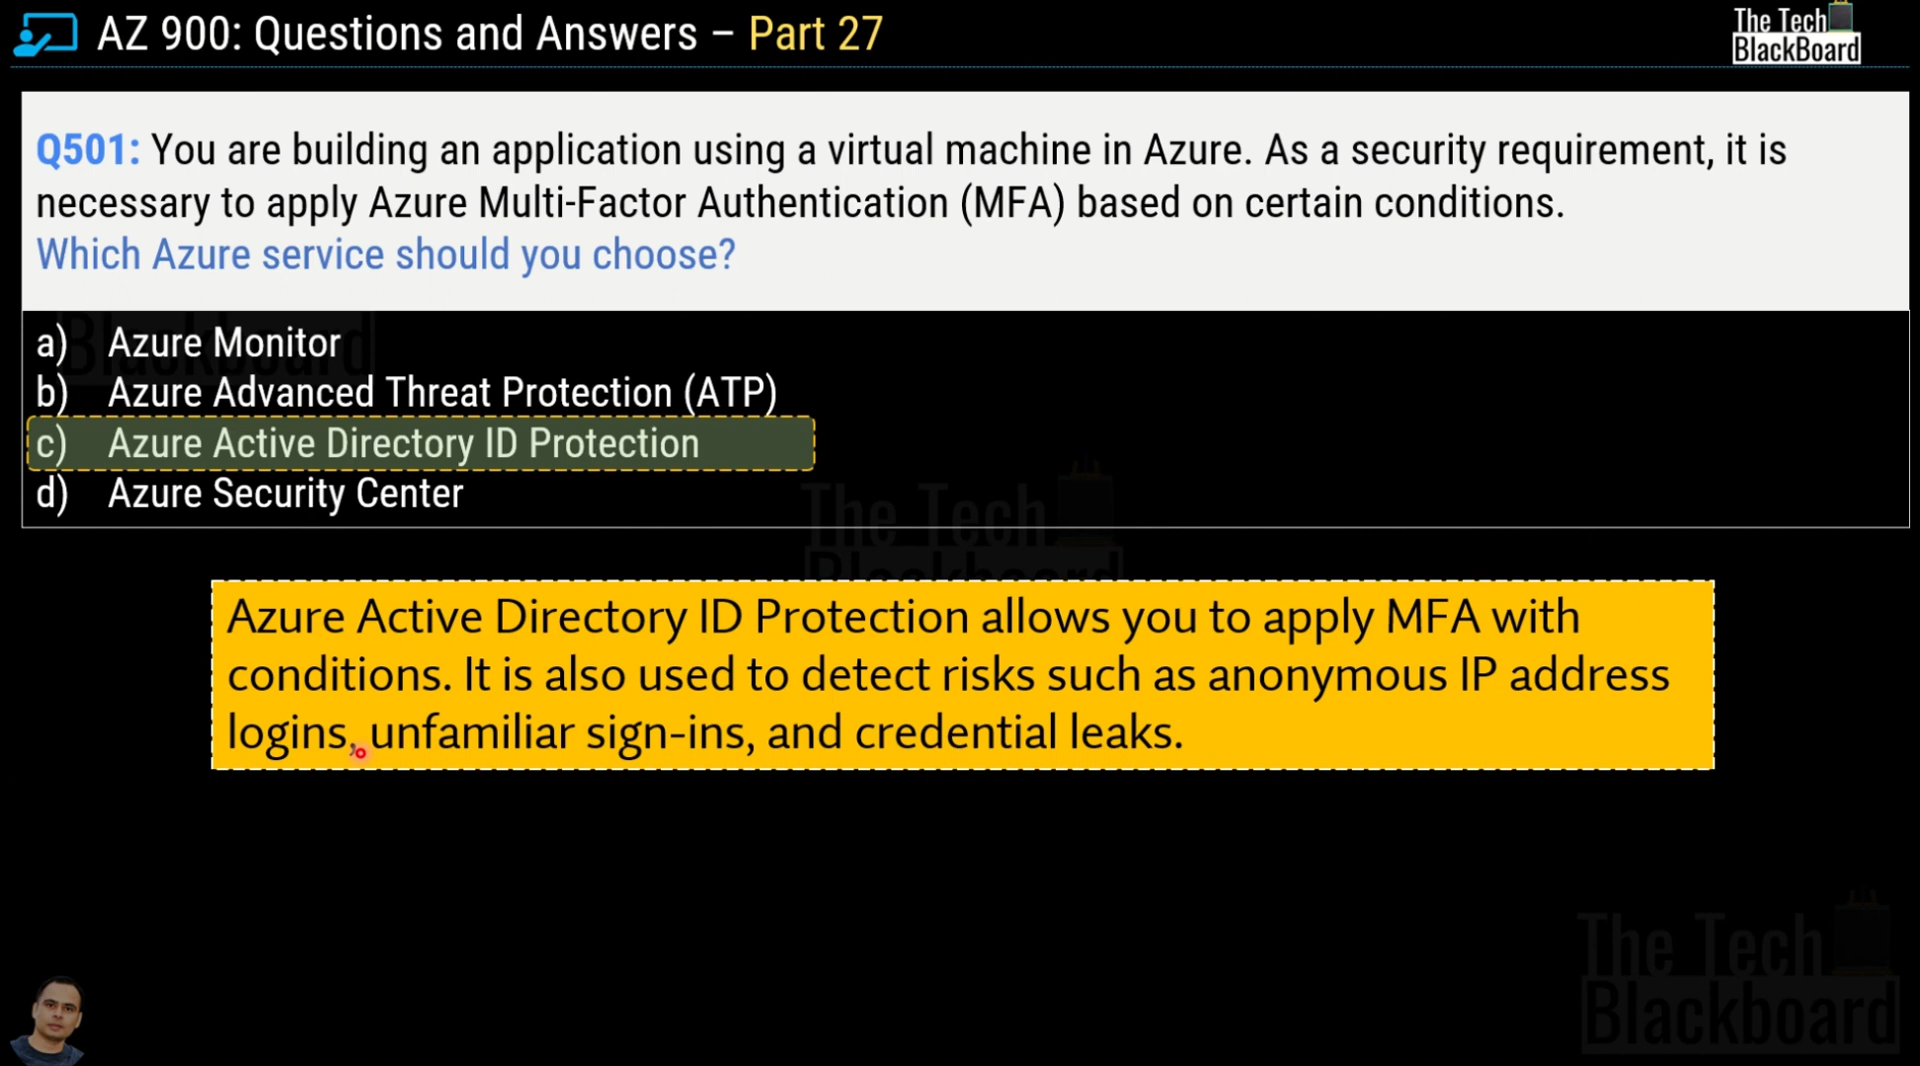 AZ 900: Questions and Answers – Part 27
The Tech
BlackBoard
Q501: You are building an application using a virtual machine in Azure. As a security requirement, it is
necessary to apply Azure Multi-Factor Authentication (MFA) based on certain conditions.
Which Azure service should you choose?
a) Azure Monitor
b) Azure Advanced Threat Protection (ATP)
c) Azure Active Directory ID Protection
d) Azure Security Center
The Tech
Blackboard
Azure Active Directory ID Protection allows you to apply MFA with
conditions. It is also used to detect risks such as anonymous IP address
logins, unfamiliar sign-ins, and credential leaks.
The Tech
Blackboard